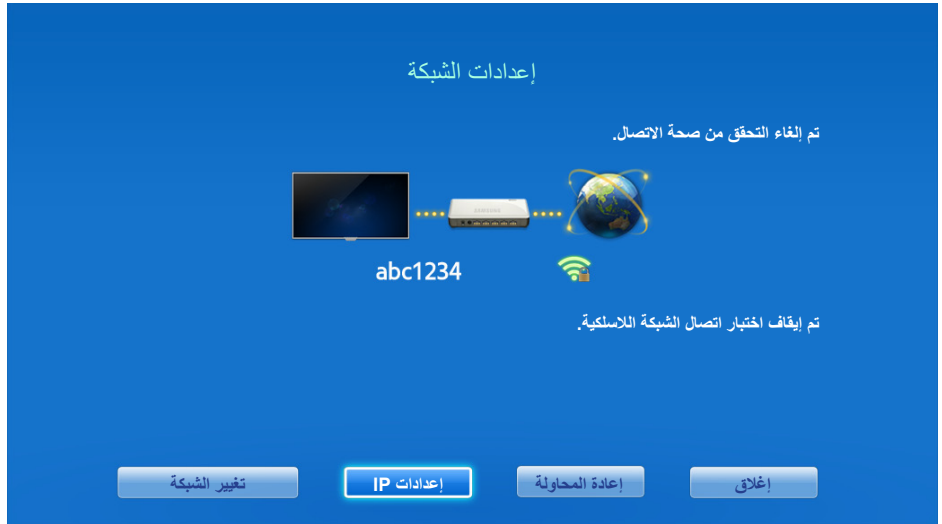 إعدادات الشبكة
تم إلغاء التحقق من صحة الاتصال.
SAMSUNG
abc1234
تم إيقاف اختبار اتصال الشبكة اللاسلكية.
إغلاق
إعادة المحاولة
إعدادات IP
تغيير الشبكة